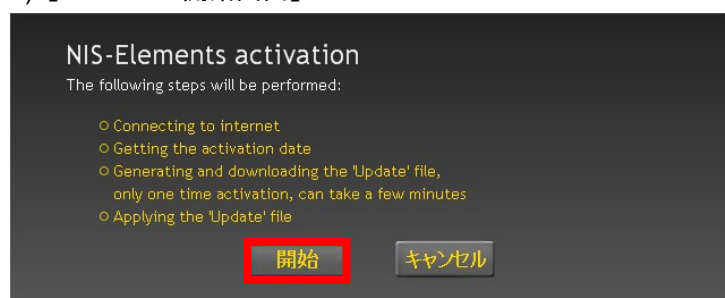 NIS-Elements activation
The following steps will be performed:
Connecting to internet
Getting the activation date
Generating and downloading the 'Update' file,
only one time activation, can take a few minutes
Applying the 'Update' file
開始 キャンセル